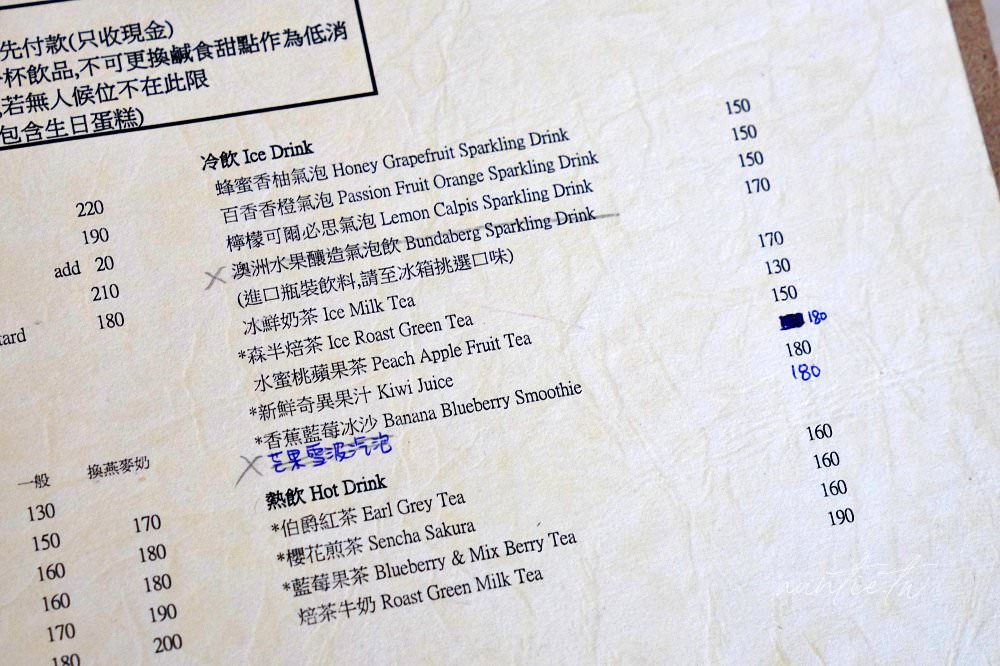 先付款(只收現金)
杯飲品,不可更換鹹食甜點作為低消
若無人候位不在此限
包含生日蛋糕)
220
190
add 20
210
180
一般 換燕麥奶
130
150 170
160 180
160 180
170 190
180 200
冷飲 Ice Drink
蜂蜜香柚氣泡 Honey Grapefruit Sparkling Drink 150
百香香橙氣泡 Passion Fruit Orange Sparkling Drink 150
檸檬可爾必思氣泡 Lemon Calpis Sparkling Drink 150
澳洲水果釀造氣泡飲 Bundaberg Sparkling Drink 170
(進口瓶裝飲料,請至冰箱挑選口味)
冰鮮奶茶 Ice Milk Tea 170
*森半焙茶 Ice Roast Green Tea 130
水蜜桃蘋果茶 Peach Apple Fruit Tea 150
*新鮮奇異果汁 Kiwi Juice 180
*香蕉藍莓冰沙 Banana Blueberry Smoothie 180
芒果雪波汽泡 180
熱飲 Hot Drink
*伯爵紅茶 Earl Grey Tea 160
*櫻花煎茶 Sencha Sakura 160
*藍莓果茶 Blueberry & Mix Berry Tea 160
焙茶牛奶 Roast Green Milk Tea 190